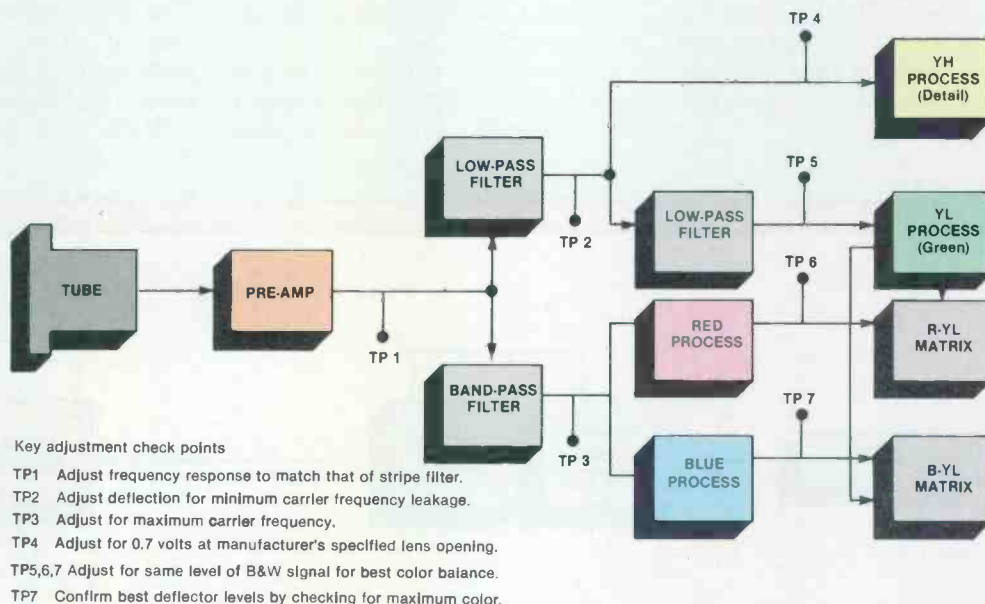 TP 4
YH
PROCESS
(Detail)
LOW-PASS
FILTER
TP 5
TP 2
LOW-PASS
FILTER
YL
PROCESS
(Green)
TUBE
PRE-AMP
TP 6
TP 1
RED
PROCESS
R-YL
MATRIX
BAND-PASS
FILTER
TP 7
TP 3
BLUE
PROCESS
B-YL
MATRIX
Key adjustment check points
TP1 Adjust frequency response to match that of stripe filter.
TP2 Adjust deflection for minimum carrier frequency leakage.
TP3 Adjust for maximum carrier frequency.
TP4 Adjust for 0.7 volts at manufacturer's specified lens opening.
TP5,6,7 Adjust for same level of B&W signal for best color balance.
TP7 Confirm best deflector levels by checking for maximum color.